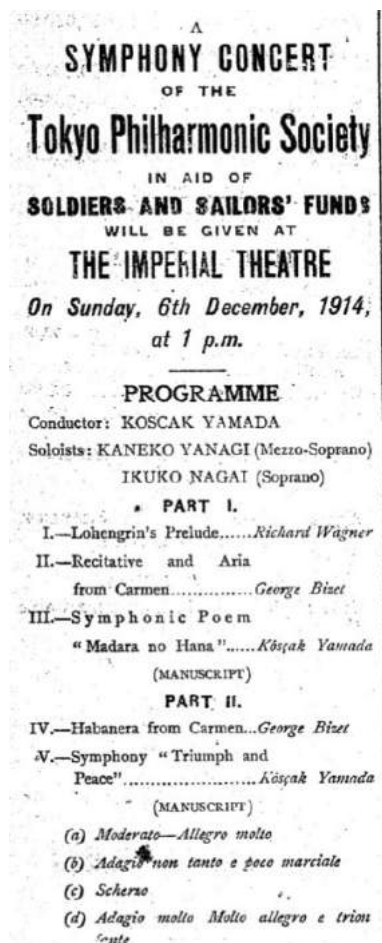 A
SYMPHONY CONCERT
OF THE
Tokyo Philharmonic Society
IN AID OF
SOLDIERS AND SAILORS' FUNDS
WILL BE GIVEN AT
THE IMPERIAL THEATRE
On Sunday, 6th December, 1914,
at 1 p.m.
PROGRAMME
Conductor: KOSCAK YAMADA
Soloists: KANEKO YANAGI (Mezzo-Soprano)
IKUKO NAGAI (Soprano)
PART I.
I.—Lohengrin's Prelude......Richard Wagner
II.—Recitative and Aria
from Carmen...............George Bizet
III.—Symphonic Poem
"Madara no Hana"......Kósçak Yamada
(MANUSCRIPT)
PART II.
IV.—Habanera from Carmen...George Bizet
V.—Symphony "Triumph and
Peace"........................Kósçak Yamada
(MANUSCRIPT)
(a) Moderato—Allegro molto
(b) Adagio non tanto e poco marciale
(c) Scherzo
(d) Adagio molto Molto allegro e trion
fante